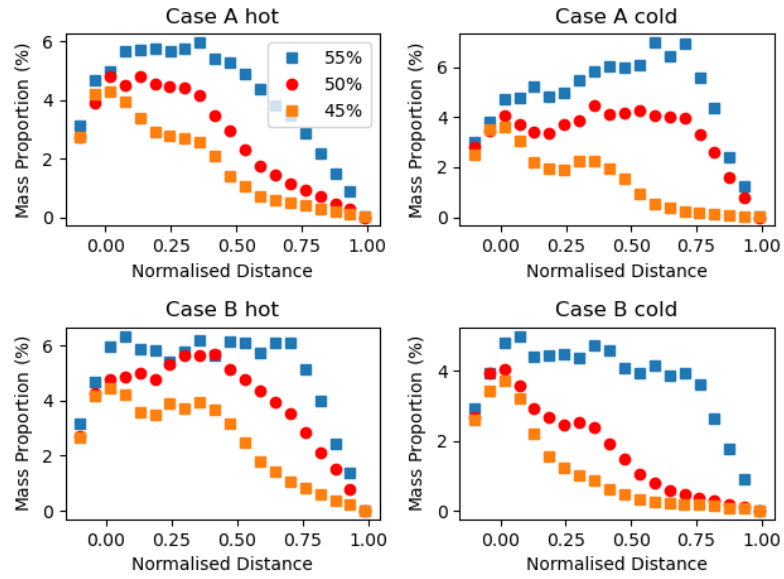 Case A hot
Mass Proportion (%)
6
4
2
0
55%
50%
45%
0.00 0.25 0.50 0.75 1.00
Normalised Distance
Case A cold
Mass Proportion (%)
6
4
2
0
0.00 0.25 0.50 0.75 1.00
Normalised Distance
Case B hot
Mass Proportion (%)
6
4
2
0
0.00 0.25 0.50 0.75 1.00
Normalised Distance
Case B cold
Mass Proportion (%)
4
2
0
0.00 0.25 0.50 0.75 1.00
Normalised Distance